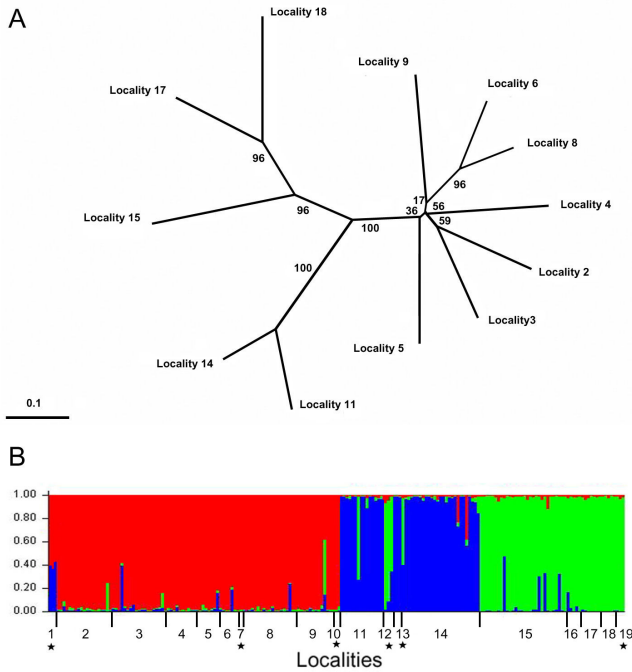 A
Locality 18
Locality 9
Locality 6
Locality 17
Locality 8
96
17
96
Locality 15
96
36
56
Locality 4
59
100
Locality 2
100
Locality3
Locality 5
Locality 14
Locality 11
0.1
B
1.00
0.80
0.60
0.40
0.20
0.00
1 2 3 4 5 6 7 8 9 10 11 12 13 14 15 16 17 18 19
Localities